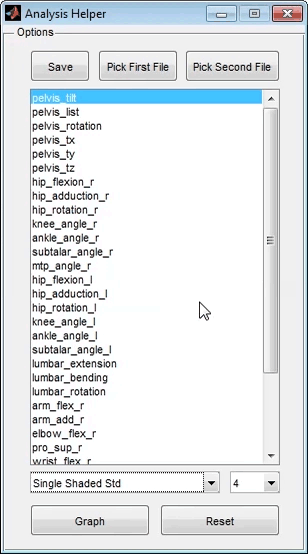 Analysis Helper
Options
Save
Pick First File
Pick Second File
pelvis_tilt
pelvis_list
pelvis_rotation
pelvis_tx
pelvis_ty
pelvis_tz
hip_flexion_r
hip_adduction_r
hip_rotation_r
knee_angle_r
ankle_angle_r
subtalar_angle_r
mtp_angle_r
hip_flexion_l
hip_adduction_l
hip_rotation_l
knee_angle_l
ankle_angle_l
subtalar_angle_l
lumbar_extension
lumbar_bending
lumbar_rotation
arm_flex_r
arm_add_r
elbow_flex_r
pro_sup_r
wrist_flex_r
Single Shaded Std
4
Graph
Reset